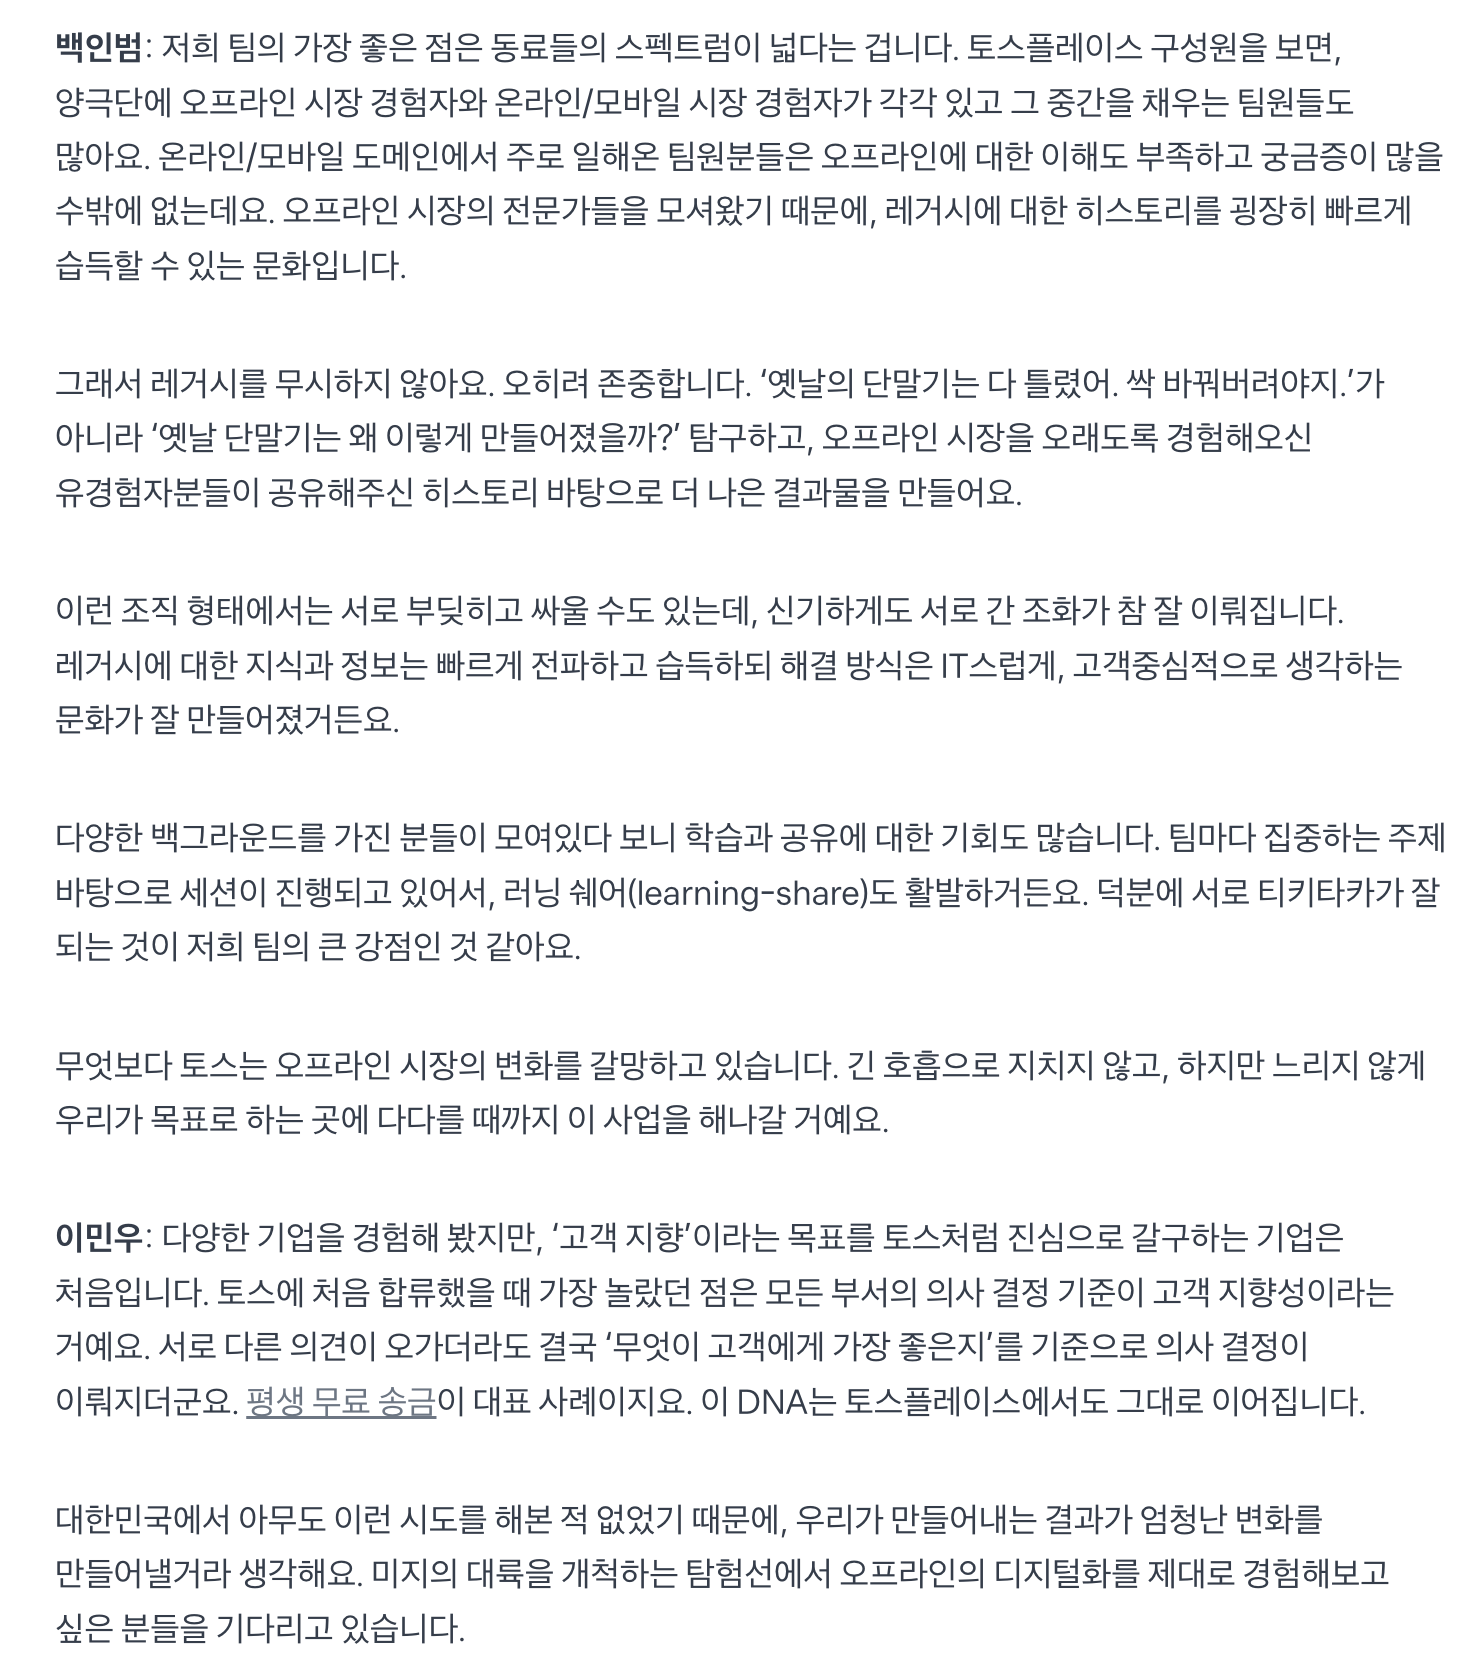 백인범: 저희 팀의 가장 좋은 점은 동료들의 스펙트럼이 넓다는 겁니다. 토스플레이스 구성원을 보면,
양극단에 오프라인 시장 경험자와 온라인/모바일 시장 경험자가 각각 있고 그 중간을 채우는 팀원들도
많아요. 온라인/모바일 도메인에서 주로 일해온 팀원분들은 오프라인에 대한 이해도 부족하고 궁금증이 많을
수밖에 없는데요. 오프라인 시장의 전문가들을 모셔왔기 때문에, 레거시에 대한 히스토리를 굉장히 빠르게
습득할 수 있는 문화입니다.
그래서 레거시를 무시하지 않아요. 오히려 존중합니다. ‘옛날의 단말기는 다 틀렸어. 싹 바꿔버려야지.’가
아니라 ‘옛날 단말기는 왜 이렇게 만들어졌을까?’ 탐구하고, 오프라인 시장을 오래도록 경험해오신
유경험자분들이 공유해주신 히스토리 바탕으로 더 나은 결과물을 만들어요.
이런 조직 형태에서는 서로 부딪히고 싸울 수도 있는데, 신기하게도 서로 간 조화가 참 잘 이뤄집니다.
레거시에 대한 지식과 정보는 빠르게 전파하고 습득하되 해결 방식은 IT스럽게, 고객중심적으로 생각하는
문화가 잘 만들어졌거든요.
다양한 백그라운드를 가진 분들이 모여있다 보니 학습과 공유에 대한 기회도 많습니다. 팀마다 집중하는 주제
바탕으로 세션이 진행되고 있어서, 러닝 쉐어(learning-share)도 활발하거든요. 덕분에 서로 티키타카가 잘
되는 것이 저희 팀의 큰 강점인 것 같아요.
무엇보다 토스는 오프라인 시장의 변화를 갈망하고 있습니다. 긴 호흡으로 지치지 않고, 하지만 느리지 않게
우리가 목표로 하는 곳에 다다를 때까지 이 사업을 해나갈 거예요.
이민우: 다양한 기업을 경험해 봤지만, ‘고객 지향’이라는 목표를 토스처럼 진심으로 갈구하는 기업은
처음입니다. 토스에 처음 합류했을 때 가장 놀랐던 점은 모든 부서의 의사 결정 기준이 고객 지향성이라는
거예요. 서로 다른 의견이 오가더라도 결국 ‘무엇이 고객에게 가장 좋은지’를 기준으로 의사 결정이
이뤄지더군요. 평생 무료 송금이 대표 사례이지요. 이 DNA는 토스플레이스에서도 그대로 이어집니다.
대한민국에서 아무도 이런 시도를 해본 적 없었기 때문에, 우리가 만들어내는 결과가 엄청난 변화를
만들어낼거라 생각해요. 미지의 대륙을 개척하는 탐험선에서 오프라인의 디지털화를 제대로 경험해보고
싶은 분들을 기다리고 있습니다.